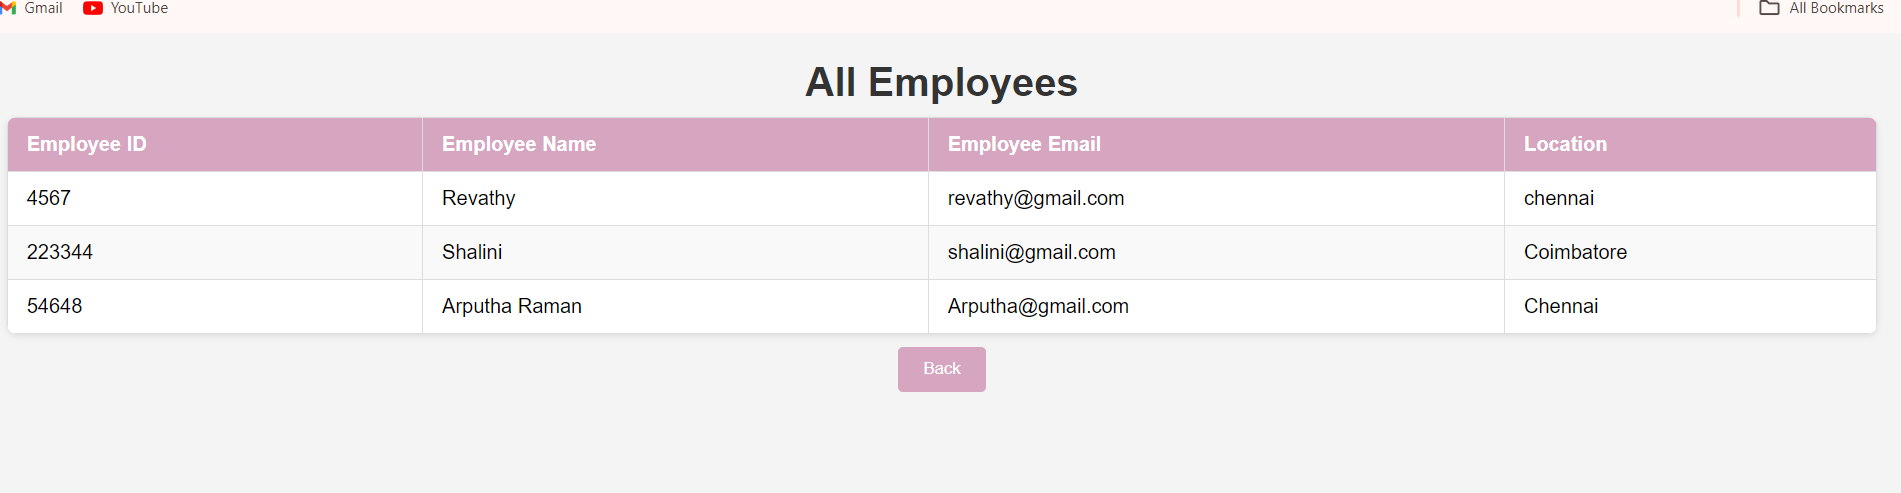 Gmail YouTube All Bookmarks
All Employees
Employee ID Employee Name Employee Email Location
4567 Revathy revathy@gmail.com chennai
223344 Shalini shalini@gmail.com Coimbatore
54648 Arputha Raman Arputha@gmail.com Chennai
Back